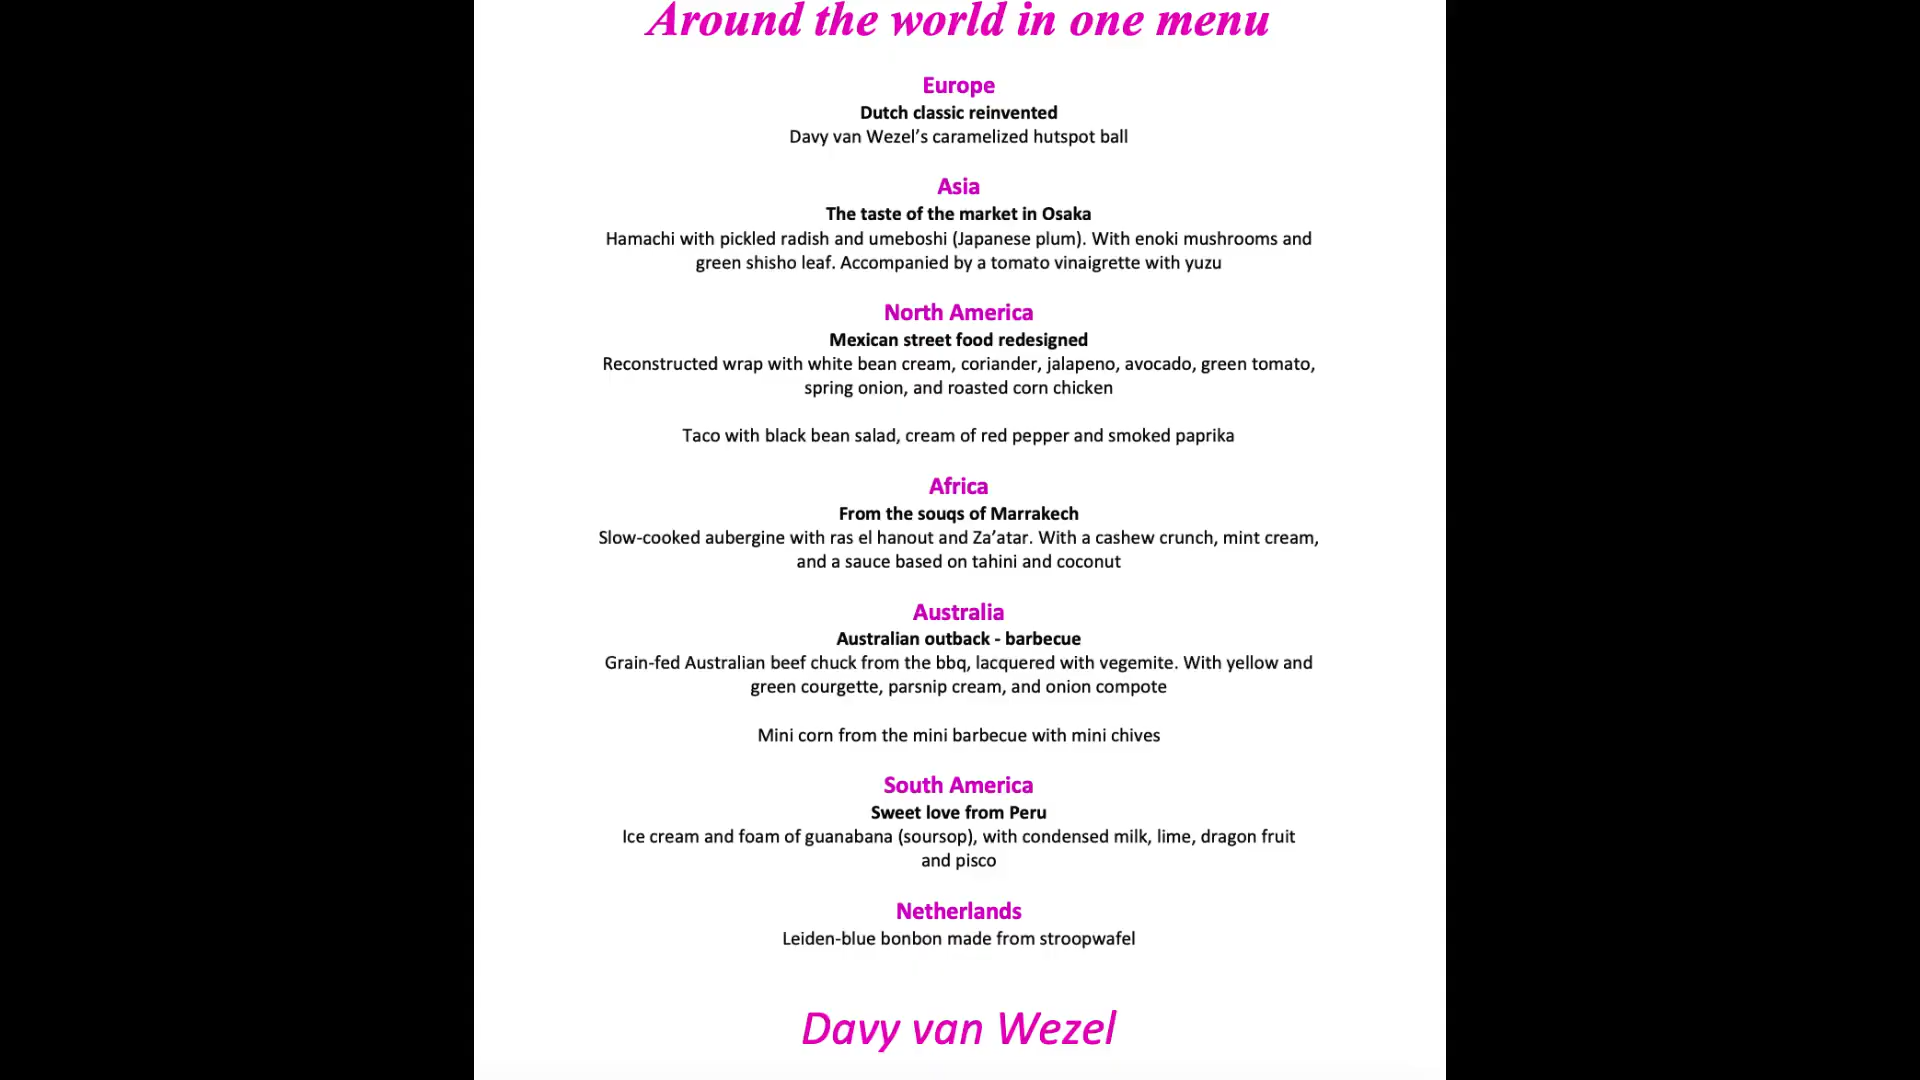 Around the world in one menu
Europe
Dutch classic reinvented
Davy van Wezel’s caramelized hutspot ball
Asia
The taste of the market in Osaka
Hamachi with pickled radish and umeboshi (Japanese plum). With enoki mushrooms and
green shisho leaf. Accompanied by a tomato vinaigrette with yuzu
North America
Mexican street food redesigned
Reconstructed wrap with white bean cream, coriander, jalapeno, avocado, green tomato,
spring onion, and roasted corn chicken
Taco with black bean salad, cream of red pepper and smoked paprika
Africa
From the souqs of Marrakech
Slow-cooked aubergine with ras el hanout and Za’atar. With a cashew crunch, mint cream,
and a sauce based on tahini and coconut
Australia
Australian outback - barbecue
Grain-fed Australian beef chuck from the bbq, lacquered with vegemite. With yellow and
green courgette, parsnip cream, and onion compote
Mini corn from the mini barbecue with mini chives
South America
Sweet love from Peru
Ice cream and foam of guanabana (soursop), with condensed milk, lime, dragon fruit
and pisco
Netherlands
Leiden-blue bonbon made from stroopwafel
Davy van Wezel